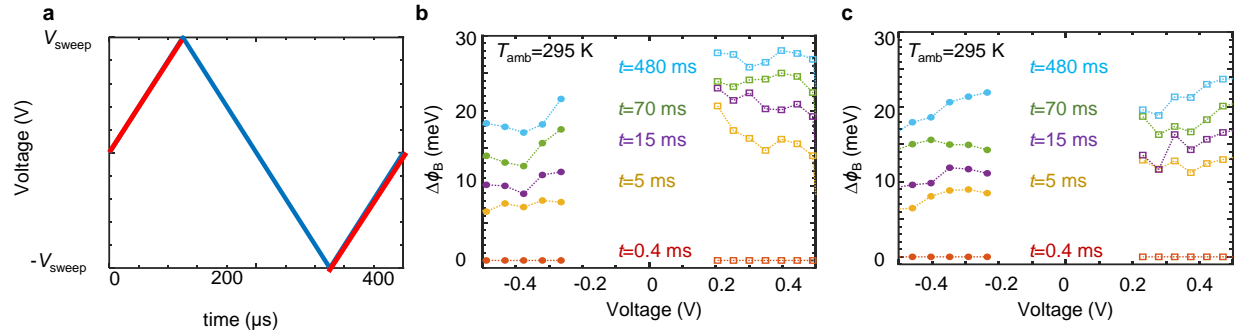 a
V_sweep
Voltage (V)
-V_sweep
0
200
400
time (µs)
b
30
20
10
0
Δϕ_B (meV)
T_amb=295 K
t=480 ms
t=70 ms
t=15 ms
t=5 ms
t=0.4 ms
-0.4
-0.2
0
0.2
0.4
Voltage (V)
c
30
20
10
0
Δϕ_B (meV)
T_amb=295 K
t=480 ms
t=70 ms
t=15 ms
t=5 ms
t=0.4 ms
-0.4
-0.2
0
0.2
0.4
Voltage (V)